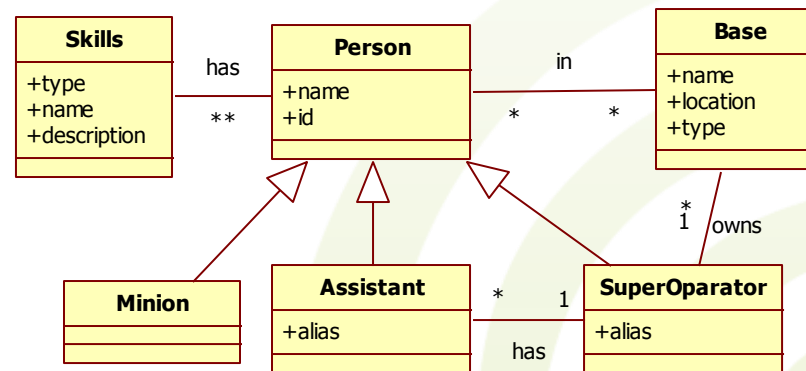 Skills
+type
+name
+description
has
**
Person
+name
+id
in
*
*
Base
+name
+location
+type
*
1
owns
Minion
Assistant
+alias
*
1
has
SuperOparator
+alias